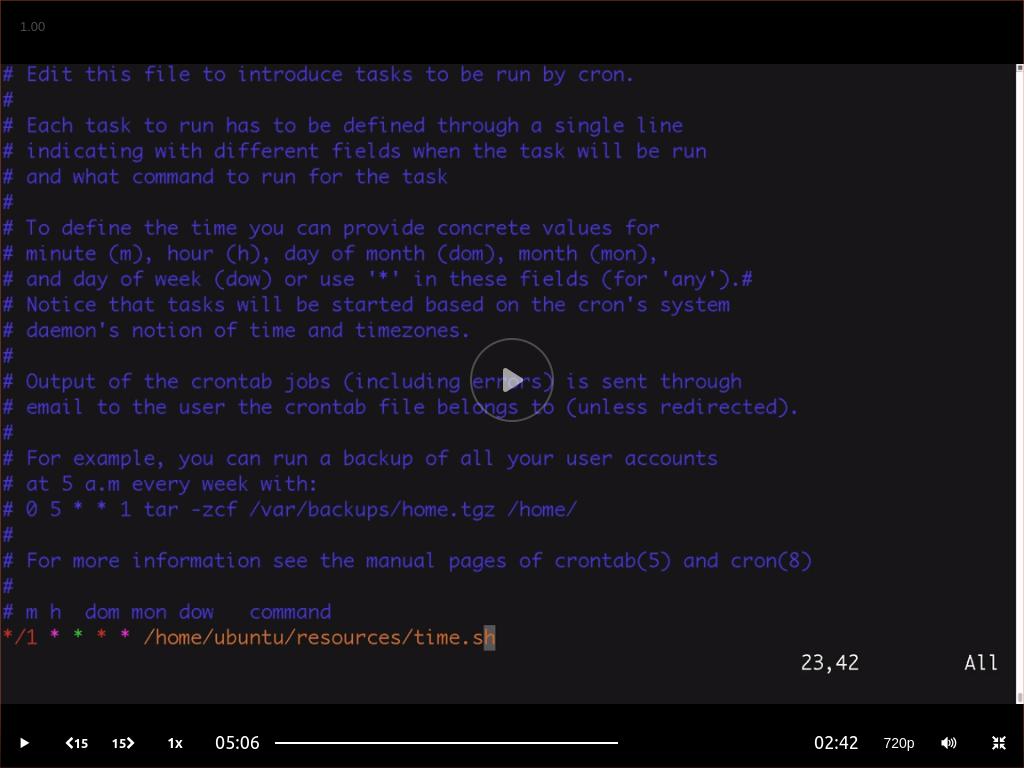 1.00
# Edit this file to introduce tasks to be run by cron.
#
# Each task to run has to be defined through a single line
# indicating with different fields when the task will be run
# and what command to run for the task
#
# To define the time you can provide concrete values for
# minute (m), hour (h), day of month (dom), month (mon),
# and day of week (dow) or use '*' in these fields (for 'any').#
# Notice that tasks will be started based on the cron's system
# daemon's notion of time and timezones.
#
# Output of the crontab jobs (including errors) is sent through
# email to the user the crontab file belongs to (unless redirected).
#
# For example, you can run a backup of all your user accounts
# at 5 a.m every week with:
# 0 5 * * 1 tar -zcf /var/backups/home.tgz /home/
#
# For more information see the manual pages of crontab(5) and cron(8)
#
# m h  dom mon dow   command
*/1 * * * * /home/ubuntu/resources/time.sh
23,42 All
15 15 1x 05:06 02:42 720p